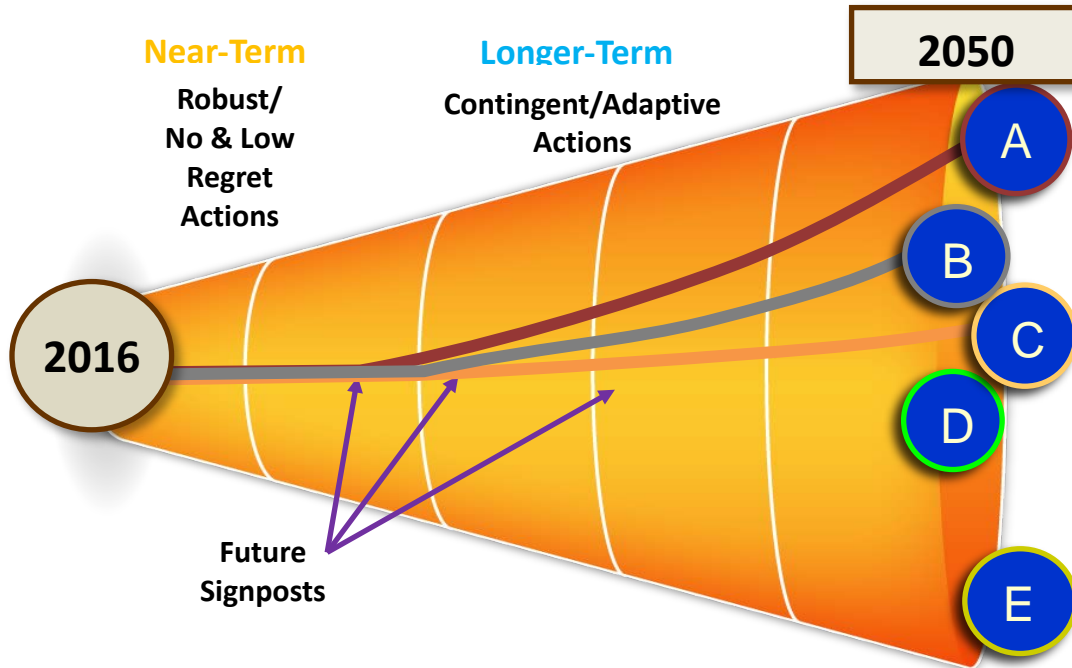 Near-Term
Robust/
No & Low
Regret
Actions
Longer-Term
Contingent/Adaptive
Actions
2050
2016
A
B
C
D
E
Future
Signposts